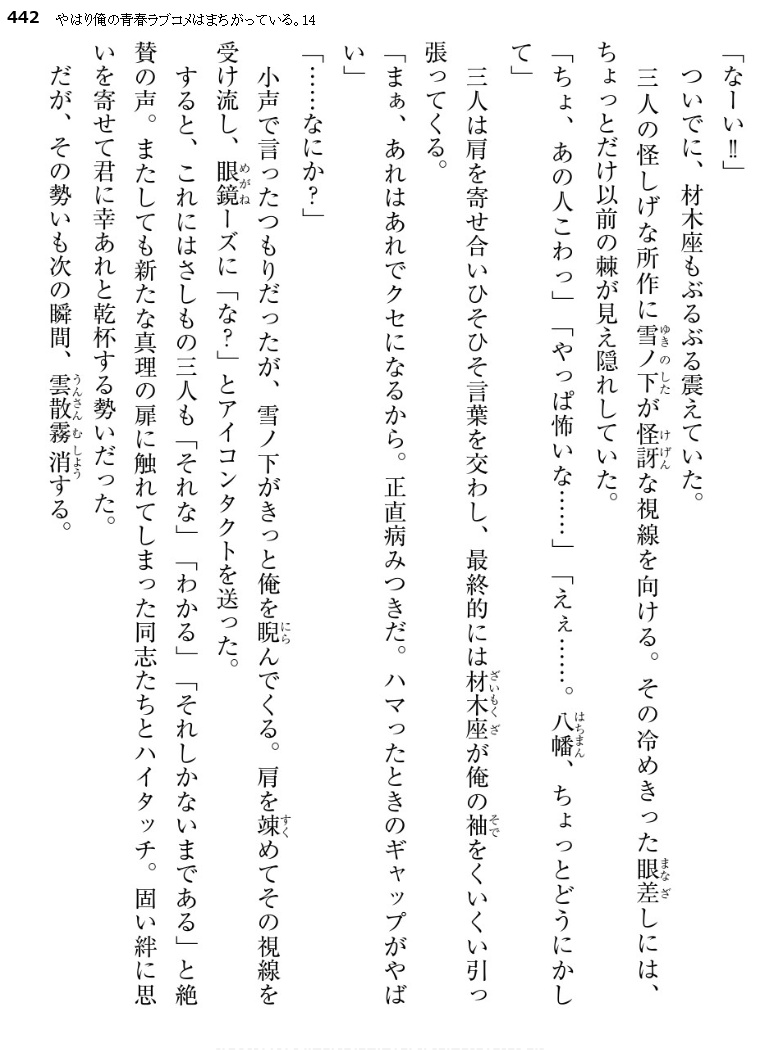 442 やはり俺の青春ラブコメはまちがっている。14
「なーい!!」
ついでに、材木座もぶるぶる震えていた。
三人の怪しげな所作に雪ノ下が怪訝な視線を向ける。その冷めきった眼差しには、
ちょっとだけ以前の棘が見え隠れしていた。
「ちょ、あの人こわっ」「やっぱ怖いな……」「えぇ……。八幡、ちょっとどうにかし
て」
三人は肩を寄せ合いひそひそ言葉を交わし、最終的には材木座が俺の袖をくいくい引っ
張ってくる。
「まぁ、あれはあれでクセになるから。正直病みつきだ。ハマったときのギャップがやば
い」
「……なにか？」
小声で言ったつもりだったが、雪ノ下がきっと俺を睨んでくる。肩を竦めてその視線を
受け流し、眼鏡ーズに「な？」とアイコンタクトを送った。
すると、これにはさしもの三人も「それな」「わかる」「それしかないまである」と絶
賛の声。またしても新たな真理の扉に触れてしまった同志たちとハイタッチ。固い絆に思
いを寄せて君に幸あれと乾杯する勢いだった。
だが、その勢いも次の瞬間、雲散霧消する。